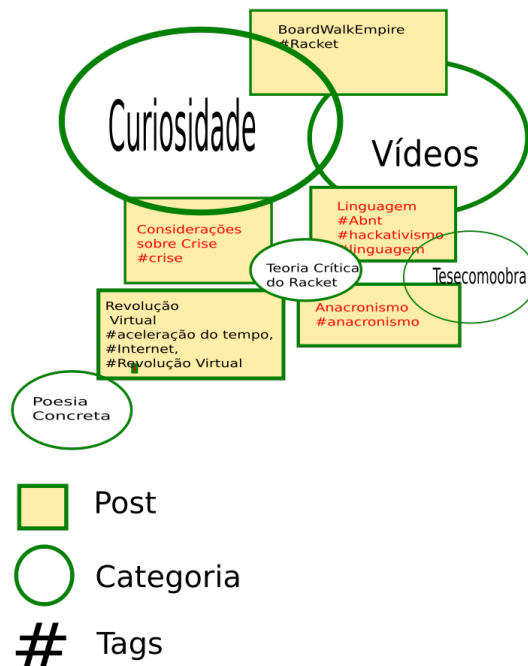 BoardWalkEmpire
#Racket
Curiosidade
Vídeos
Linguagem
#Abnt
#hackativismo
#linguagem
Considerações
sobre Crise
#crise
Teoria Crítica
do Racket
Tesecomoobra
Revolução
Virtual
#aceleração do tempo,
#Internet,
#Revolução Virtual
Anacronismo
#anacronismo
Poesia
Concreta
Post
Categoria
# Tags